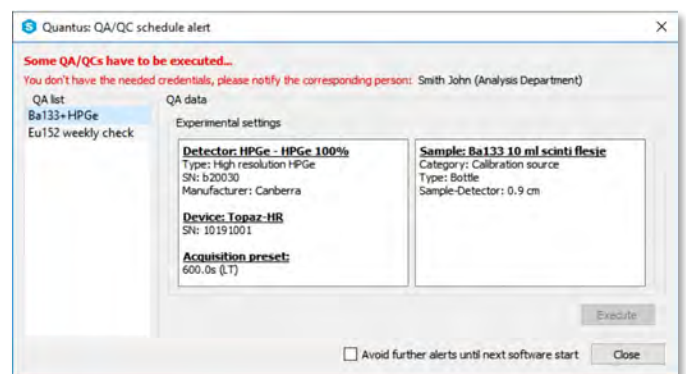 Quantus: QA/QC schedule alert
Some QA/QCs have to be executed...
You don't have the needed credentials, please notify the corresponding person: Smith John (Analysis Department)
QA list
Ba133+HPGe
Eu152 weekly check
QA data
Experimental settings
Detector: HPGe - HPGe 100%
Type: High resolution HPGe
SN: b20030
Manufacturer: Canberra
Device: Topaz-HR
SN: 10191001
Acquisition preset:
600.0s (LT)
Sample: Ba133 10 ml scinti flesje
Category: Calibration source
Type: Bottle
Sample-Detector: 0.9 cm
Execute
Avoid further alerts until next software start
Close